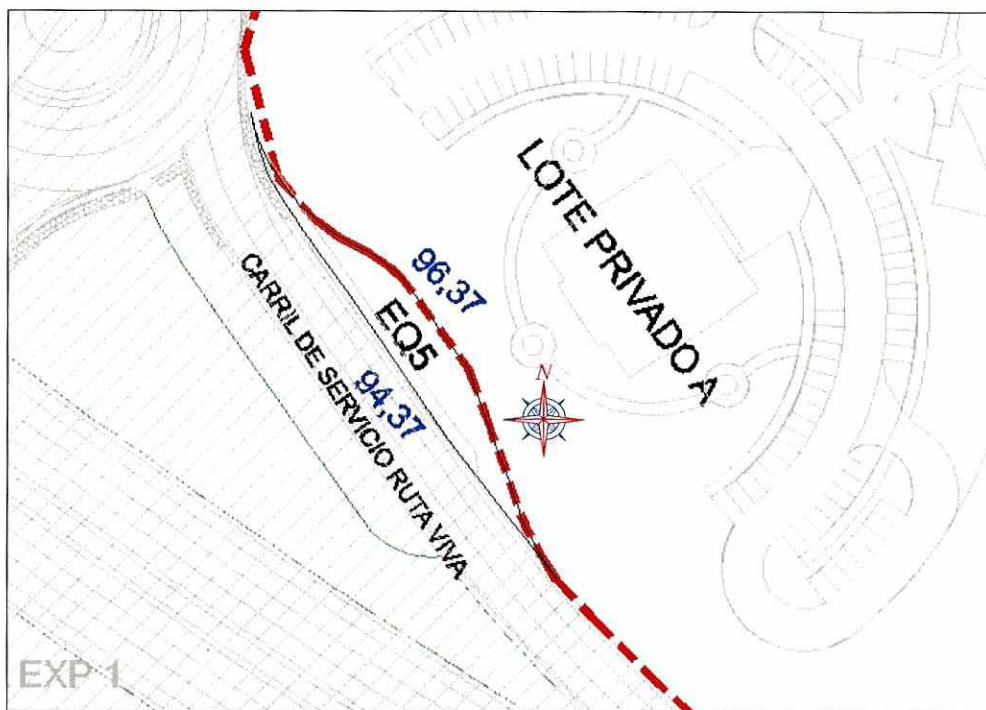 LOTE PRIVADO A
96,37
EQ5
94,37
CARRIL DE SERVICIO RUTA VIVA
N
EXP 1